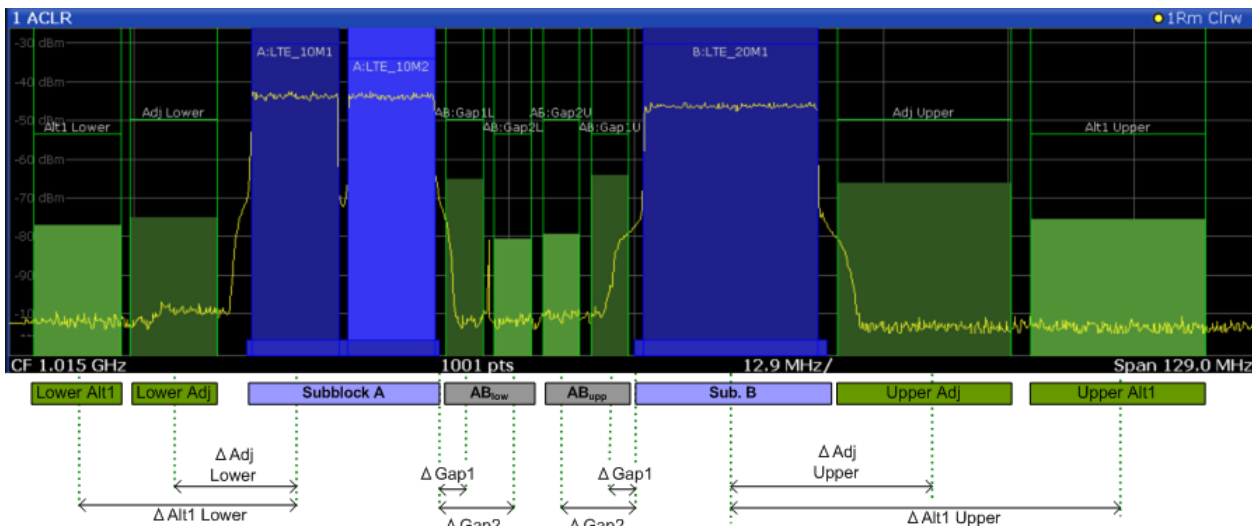 1 ACLR
1Rm Clrw
-30 dBm
A:LTE_10M1
B:LTE_20M1
A:LTE_10M2
-40 dBm
Adj Lower
AB:Gap1L
AB:Gap2U
Adj Upper
-50 dBm
Alt1 Lower
AB:Gap2L
AB:Gap1U
Alt1 Upper
-60 dBm
-70 dBm
-80
-90
CF 1.015 GHz
1001 pts
12.9 MHz/
Span 129.0 MHz
Lower Alt1
Lower Adj
Subblock A
ABlow
ABupp
Sub. B
Upper Adj
Upper Alt1
Δ Adj
Lower
Δ Gap1
Δ Gap1
Δ Adj
Upper
Δ Alt1 Lower
Δ Gap2
Δ Gap2
Δ Alt1 Upper